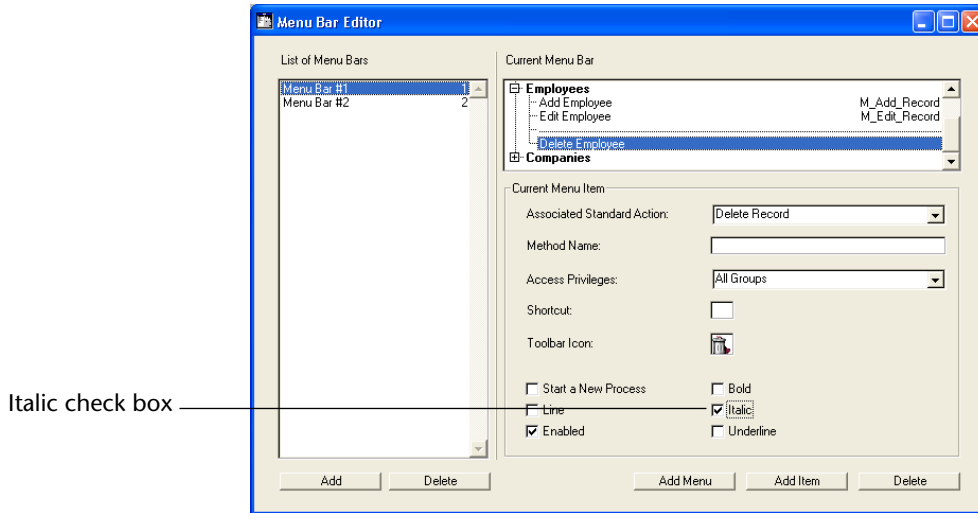 Menu Bar Editor
List of Menu Bars
Current Menu Bar
Menu Bar #1 1
Menu Bar #2 2
Employees
Add Employee M_Add_Record
Edit Employee M_Edit_Record
Delete Employee
Companies
Current Menu Item
Associated Standard Action: Delete Record
Method Name:
Access Privileges: All Groups
Shortcut:
Toolbar Icon:
Start a New Process Bold
Italic check box Line Italic
Enabled Underline
Add Delete Add Menu Add Item Delete